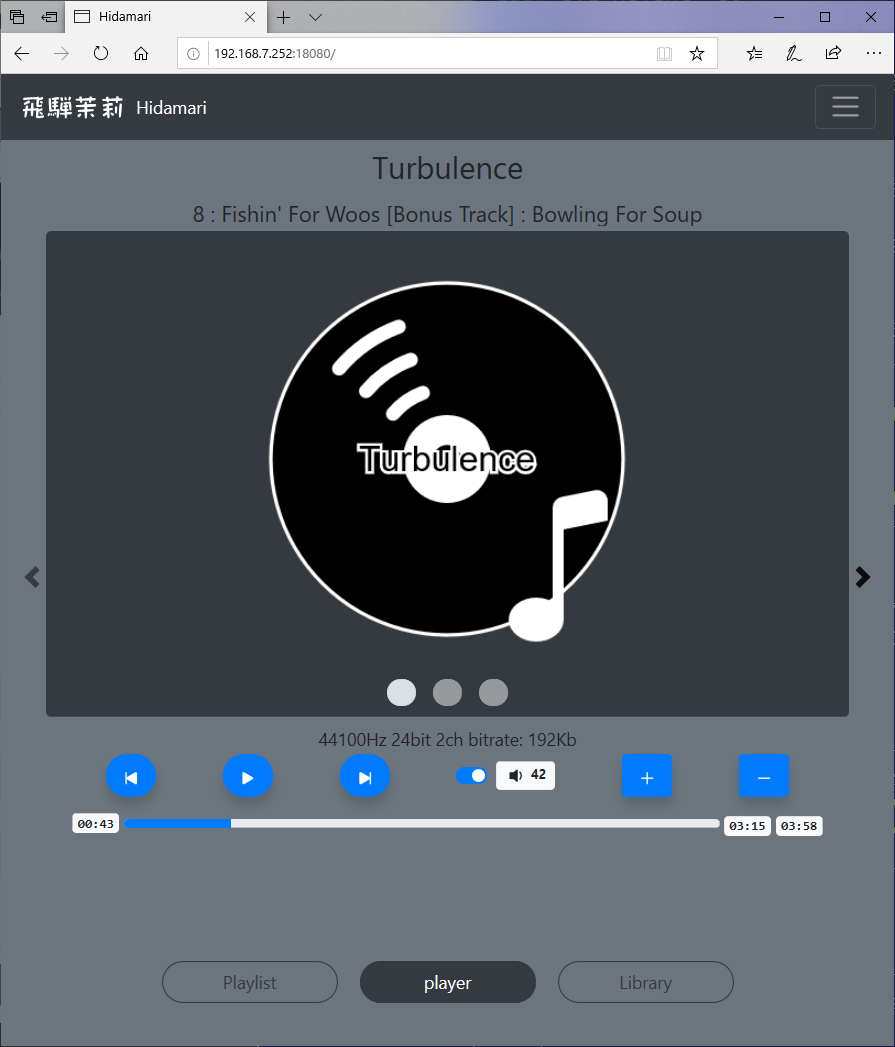 Hidamari
192.168.7.252:18080/
飛騨茉莉 Hidamari
Turbulence
8 : Fishin' For Woos [Bonus Track] : Bowling For Soup
Turbulence
44100Hz 24bit 2ch bitrate: 192Kb
42
00:43 03:15 03:58
Playlist player Library